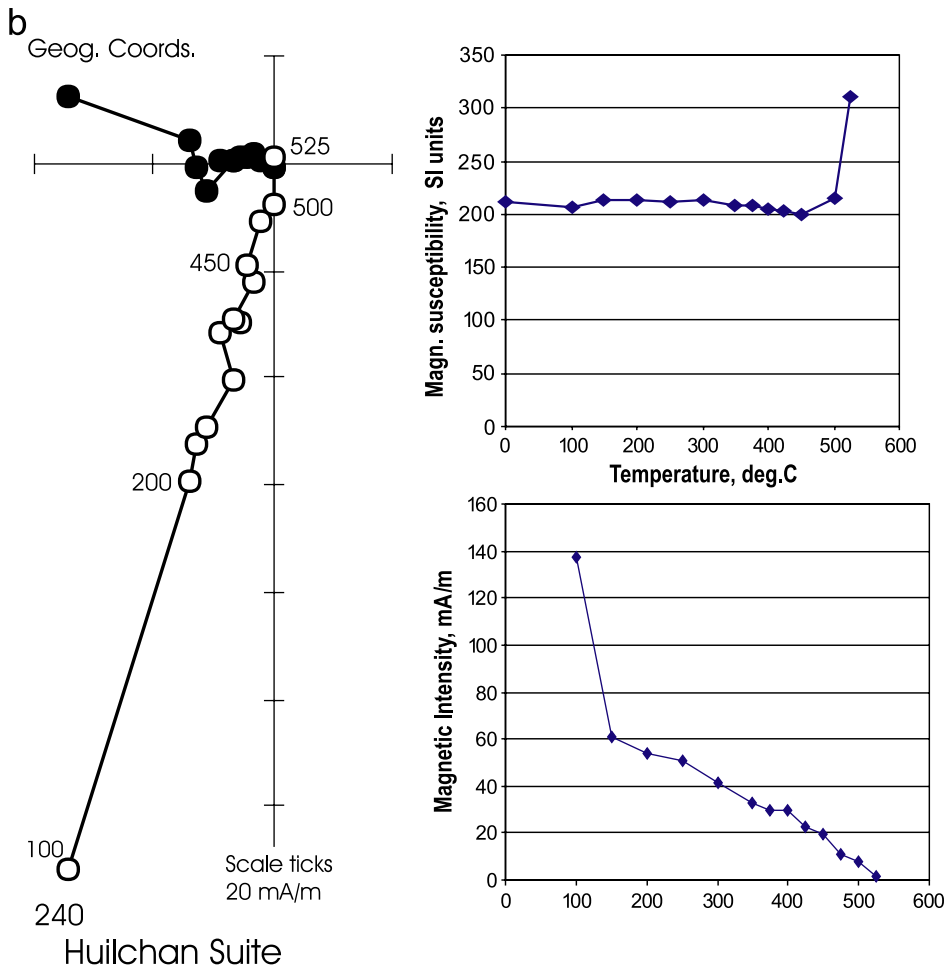 b
Geog. Coords.
525
500
450
200
100
Scale ticks
20 mA/m
240
Huilchan Suite
Magn. susceptibility, SI units
350
300
250
200
150
100
50
0
0 100 200 300 400 500 600
Temperature, deg.C
Magnetic Intensity, mA/m
160
140
120
100
80
60
40
20
0
0 100 200 300 400 500 600